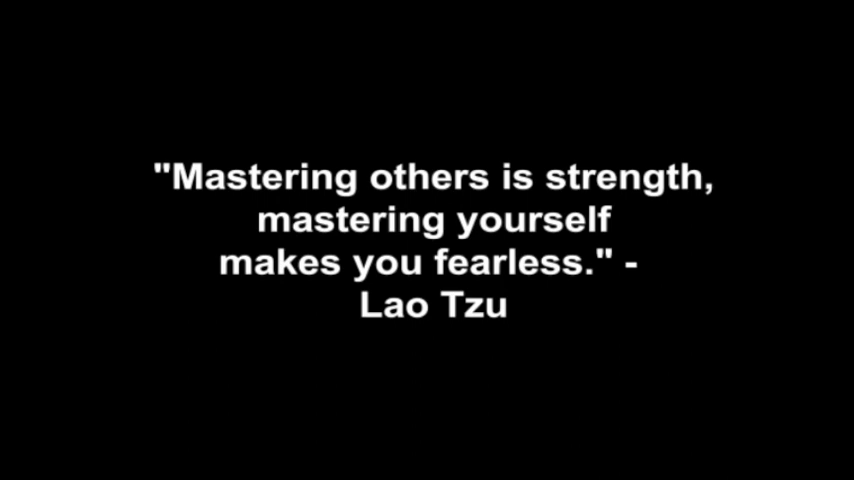 "Mastering others is strength,
mastering yourself
makes you fearless." -
Lao Tzu